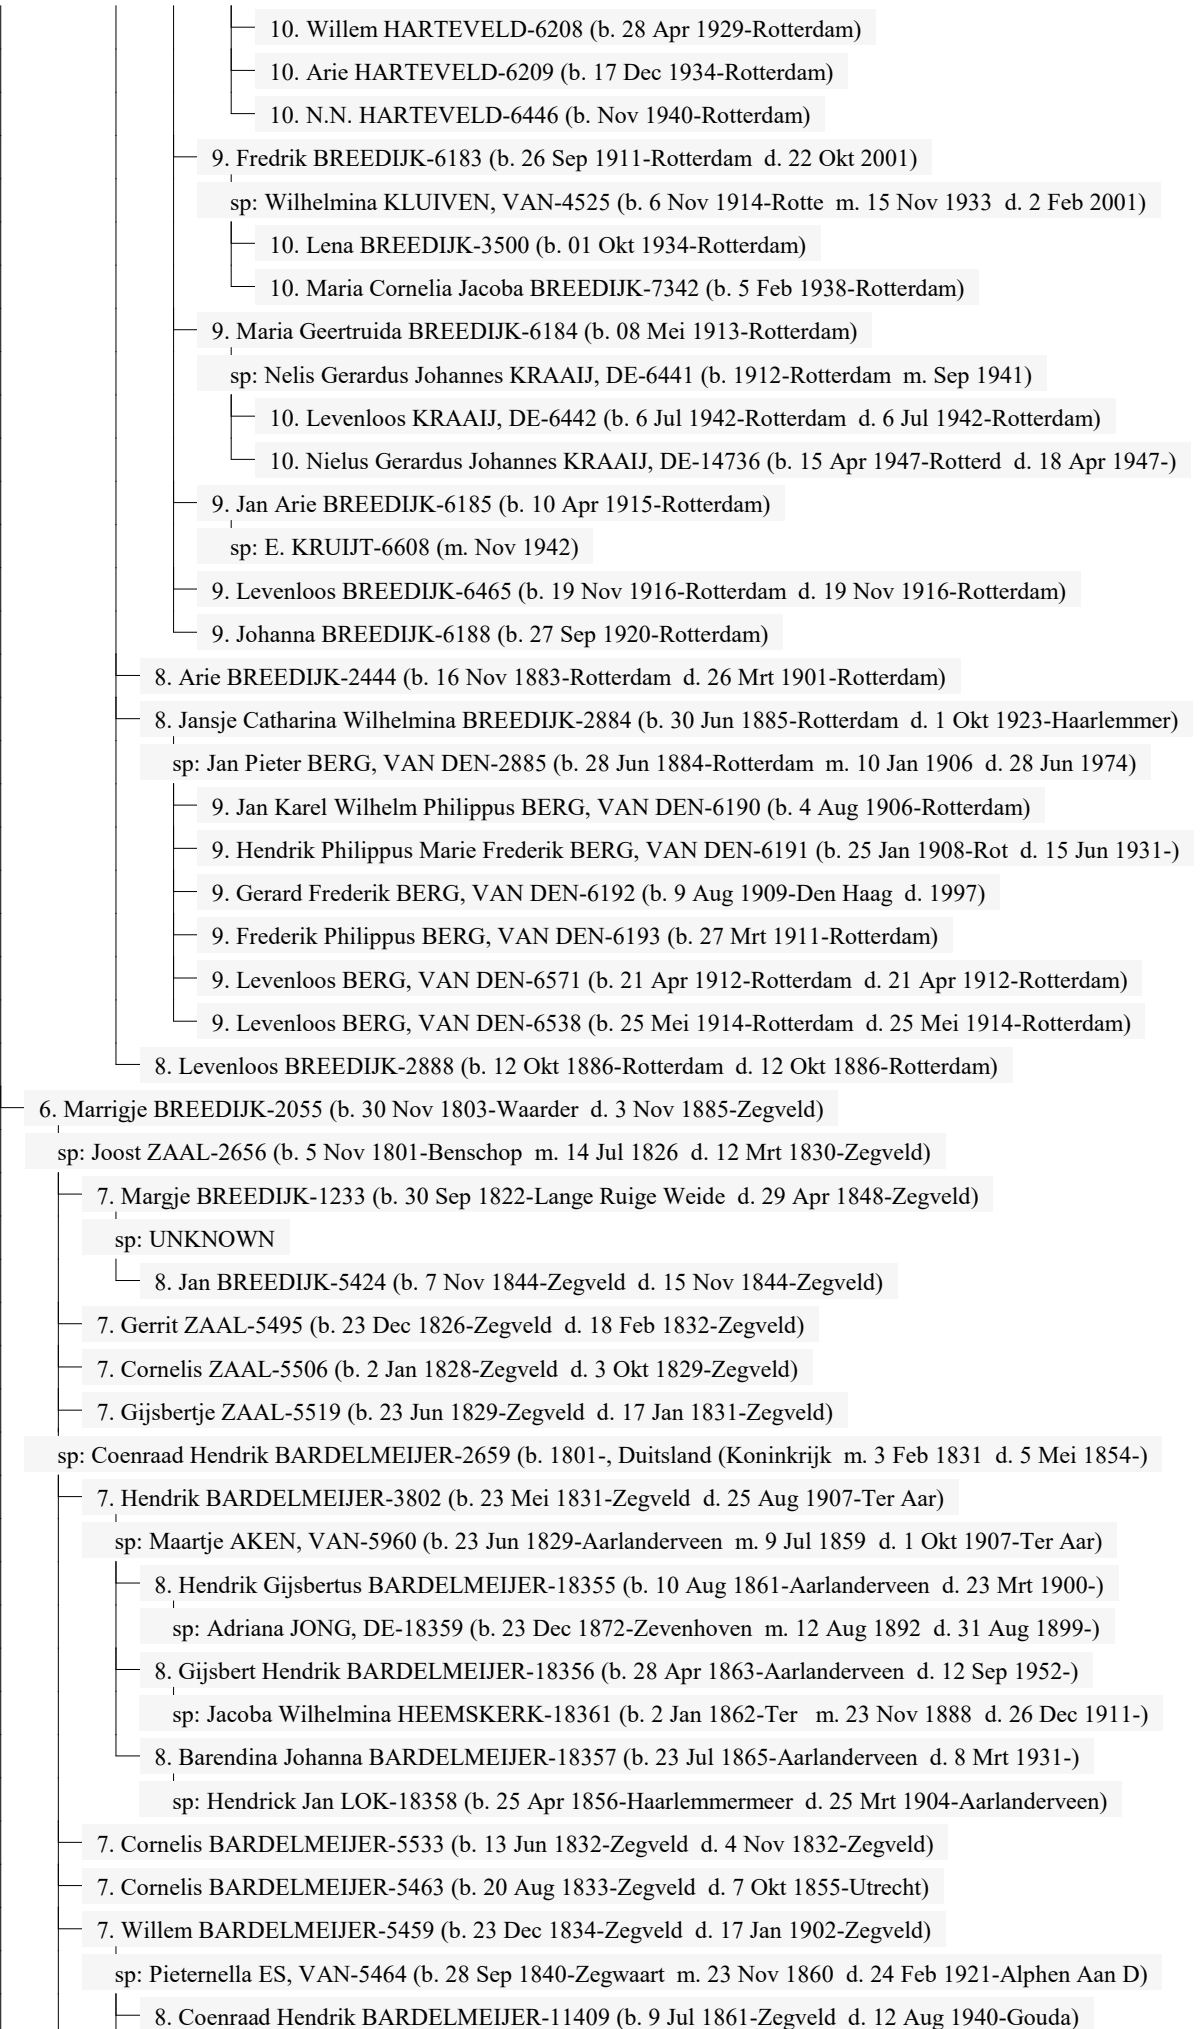 10. Willem HARTEVELD-6208 (b. 28 Apr 1929-Rotterdam)
10. Arie HARTEVELD-6209 (b. 17 Dec 1934-Rotterdam)
10. N.N. HARTEVELD-6446 (b. Nov 1940-Rotterdam)
9. Fredrik BREEDIJK-6183 (b. 26 Sep 1911-Rotterdam d. 22 Okt 2001)
sp: Wilhelmina KLUIVEN, VAN-4525 (b. 6 Nov 1914-Rotte m. 15 Nov 1933 d. 2 Feb 2001)
10. Lena BREEDIJK-3500 (b. 01 Okt 1934-Rotterdam)
10. Maria Cornelia Jacoba BREEDIJK-7342 (b. 5 Feb 1938-Rotterdam)
9. Maria Geertruida BREEDIJK-6184 (b. 08 Mei 1913-Rotterdam)
sp: Nelis Gerardus Johannes KRAAIJ, DE-6441 (b. 1912-Rotterdam m. Sep 1941)
10. Levenloos KRAAIJ, DE-6442 (b. 6 Jul 1942-Rotterdam d. 6 Jul 1942-Rotterdam)
10. Nielus Gerardus Johannes KRAAIJ, DE-14736 (b. 15 Apr 1947-Rotterd d. 18 Apr 1947-)
9. Jan Arie BREEDIJK-6185 (b. 10 Apr 1915-Rotterdam)
sp: E. KRUIJT-6608 (m. Nov 1942)
9. Levenloos BREEDIJK-6465 (b. 19 Nov 1916-Rotterdam d. 19 Nov 1916-Rotterdam)
9. Johanna BREEDIJK-6188 (b. 27 Sep 1920-Rotterdam)
8. Arie BREEDIJK-2444 (b. 16 Nov 1883-Rotterdam d. 26 Mrt 1901-Rotterdam)
8. Jansje Catharina Wilhelmina BREEDIJK-2884 (b. 30 Jun 1885-Rotterdam d. 1 Okt 1923-Haarlemmer)
sp: Jan Pieter BERG, VAN DEN-2885 (b. 28 Jun 1884-Rotterdam m. 10 Jan 1906 d. 28 Jun 1974)
9. Jan Karel Wilhelm Philippus BERG, VAN DEN-6190 (b. 4 Aug 1906-Rotterdam)
9. Hendrik Philippus Marie Frederik BERG, VAN DEN-6191 (b. 25 Jan 1908-Rot d. 15 Jun 1931-)
9. Gerard Frederik BERG, VAN DEN-6192 (b. 9 Aug 1909-Den Haag d. 1997)
9. Frederik Philippus BERG, VAN DEN-6193 (b. 27 Mrt 1911-Rotterdam)
9. Levenloos BERG, VAN DEN-6571 (b. 21 Apr 1912-Rotterdam d. 21 Apr 1912-Rotterdam)
9. Levenloos BERG, VAN DEN-6538 (b. 25 Mei 1914-Rotterdam d. 25 Mei 1914-Rotterdam)
8. Levenloos BREEDIJK-2888 (b. 12 Okt 1886-Rotterdam d. 12 Okt 1886-Rotterdam)
6. Marrigje BREEDIJK-2055 (b. 30 Nov 1803-Waarder d. 3 Nov 1885-Zegveld)
sp: Joost ZAAL-2656 (b. 5 Nov 1801-Benschop m. 14 Jul 1826 d. 12 Mrt 1830-Zegveld)
7. Margje BREEDIJK-1233 (b. 30 Sep 1822-Lange Ruige Weide d. 29 Apr 1848-Zegveld)
sp: UNKNOWN
8. Jan BREEDIJK-5424 (b. 7 Nov 1844-Zegveld d. 15 Nov 1844-Zegveld)
7. Gerrit ZAAL-5495 (b. 23 Dec 1826-Zegveld d. 18 Feb 1832-Zegveld)
7. Cornelis ZAAL-5506 (b. 2 Jan 1828-Zegveld d. 3 Okt 1829-Zegveld)
7. Gijsbertje ZAAL-5519 (b. 23 Jun 1829-Zegveld d. 17 Jan 1831-Zegveld)
sp: Coenraad Hendrik BARDELMEIJER-2659 (b. 1801-, Duitsland (Koninkrijk m. 3 Feb 1831 d. 5 Mei 1854-)
7. Hendrik BARDELMEIJER-3802 (b. 23 Mei 1831-Zegveld d. 25 Aug 1907-Ter Aar)
sp: Maartje AKEN, VAN-5960 (b. 23 Jun 1829-Aarlanderveen m. 9 Jul 1859 d. 1 Okt 1907-Ter Aar)
8. Hendrik Gijsbertus BARDELMEIJER-18355 (b. 10 Aug 1861-Aarlanderveen d. 23 Mrt 1900-)
sp: Adriana JONG, DE-18359 (b. 23 Dec 1872-Zevenhoven m. 12 Aug 1892 d. 31 Aug 1899-)
8. Gijsbert Hendrik BARDELMEIJER-18356 (b. 28 Apr 1863-Aarlanderveen d. 12 Sep 1952-)
sp: Jacoba Wilhelmina HEEMSKERK-18361 (b. 2 Jan 1862-Ter m. 23 Nov 1888 d. 26 Dec 1911-)
8. Barendina Johanna BARDELMEIJER-18357 (b. 23 Jul 1865-Aarlanderveen d. 8 Mrt 1931-)
sp: Hendrick Jan LOK-18358 (b. 25 Apr 1856-Haarlemmermeer d. 25 Mrt 1904-Aarlanderveen)
7. Cornelis BARDELMEIJER-5533 (b. 13 Jun 1832-Zegveld d. 4 Nov 1832-Zegveld)
7. Cornelis BARDELMEIJER-5463 (b. 20 Aug 1833-Zegveld d. 7 Okt 1855-Utrecht)
7. Willem BARDELMEIJER-5459 (b. 23 Dec 1834-Zegveld d. 17 Jan 1902-Zegveld)
sp: Pieternella ES, VAN-5464 (b. 28 Sep 1840-Zegwaart m. 23 Nov 1860 d. 24 Feb 1921-Alphen Aan D)
8. Coenraad Hendrik BARDELMEIJER-11409 (b. 9 Jul 1861-Zegveld d. 12 Aug 1940-Gouda)